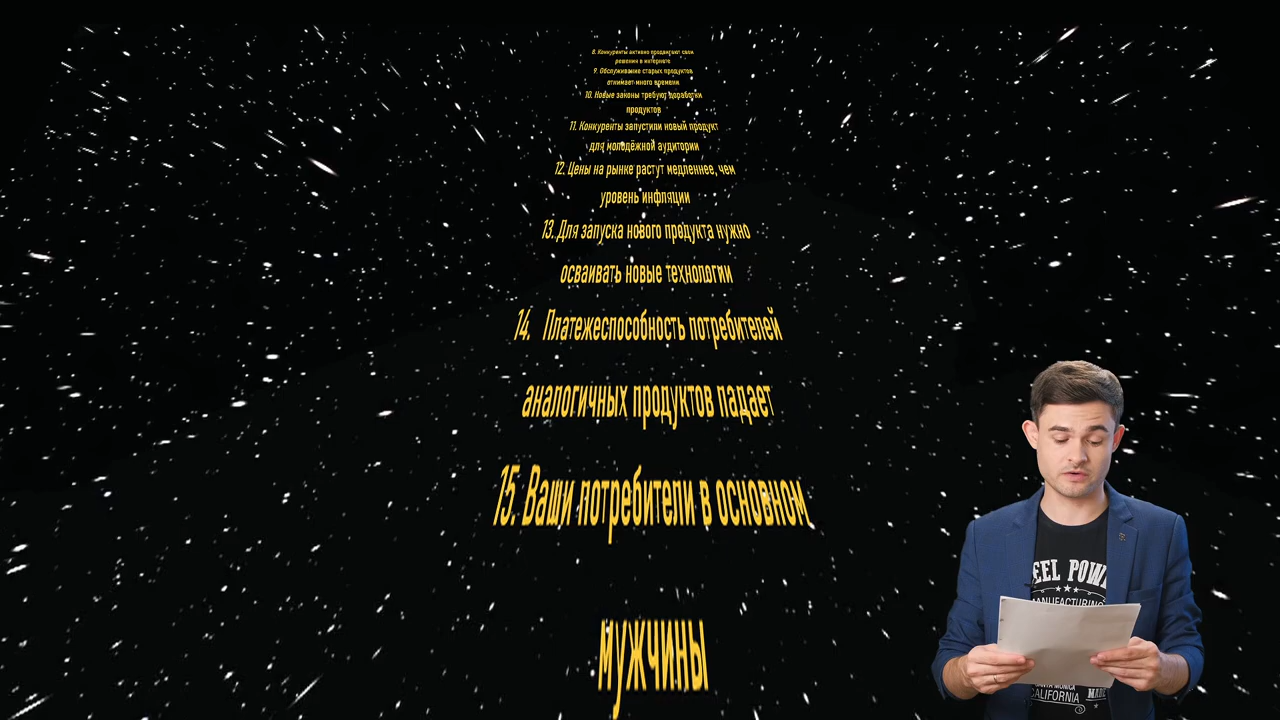 8. Конкуренты активно продвигают свои
решения в интернете
9. Обслуживание старых продуктов
отнимает много времени
10. Новые законы требуют доработки
продуктов
11. Конкуренты запустили новый продукт
для молодёжной аудитории
12. Цены на рынке растут медленнее, чем
уровень инфляции
13. Для запуска нового продукта нужно
осваивать новые технологии
14. Платежеспособность потребителей
аналогичных продуктов падает
15. Ваши потребители в основном
мужчины
MANUFACTURING
CALIFORNIA
MADE